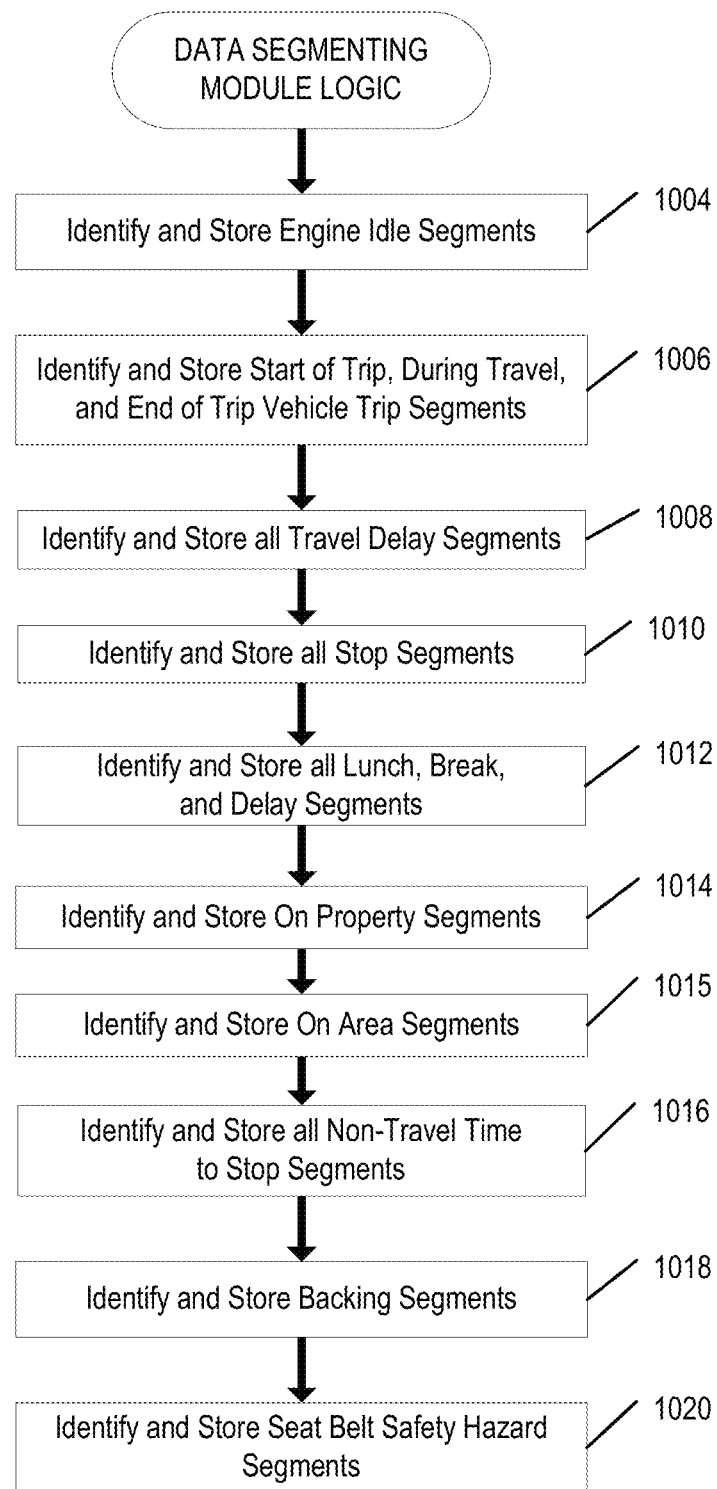 DATA SEGMENTING
MODULE LOGIC
1004
Identify and Store Engine Idle Segments
1006
Identify and Store Start of Trip, During Travel,
and End of Trip Vehicle Trip Segments
1008
Identify and Store all Travel Delay Segments
1010
Identify and Store all Stop Segments
1012
Identify and Store all Lunch, Break,
and Delay Segments
1014
Identify and Store On Property Segments
1015
Identify and Store On Area Segments
1016
Identify and Store all Non-Travel Time
to Stop Segments
1018
Identify and Store Backing Segments
1020
Identify and Store Seat Belt Safety Hazard
Segments